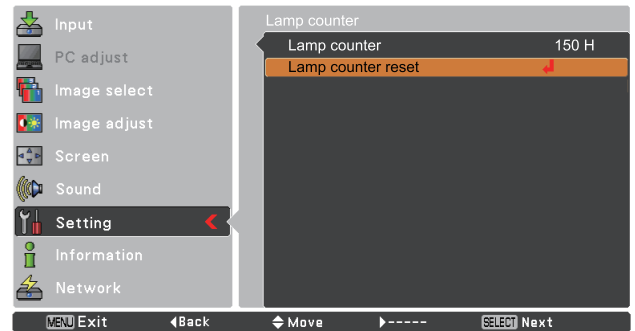 Input
PC adjust
Image select
Image adjust
Screen
Sound
Setting
Information
Network
Lamp counter
Lamp counter 150 H
Lamp counter reset
MENU Exit ◀Back Move ▶----- SELECT Next